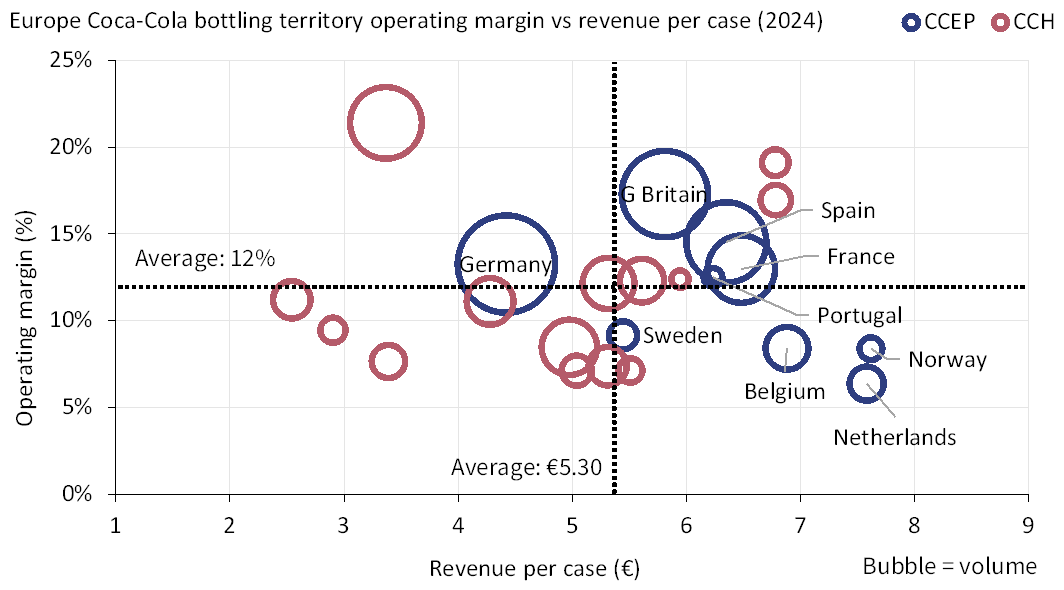 Europe Coca-Cola bottling territory operating margin vs revenue per case (2024)
CCEP
CCH
25%
20%
15%
10%
5%
0%
Operating margin (%)
Average: 12%
Average: €5.30
G Britain
Germany
Spain
France
Portugal
Sweden
Norway
Belgium
Netherlands
1 2 3 4 5 6 7 8 9
Revenue per case (€)
Bubble = volume